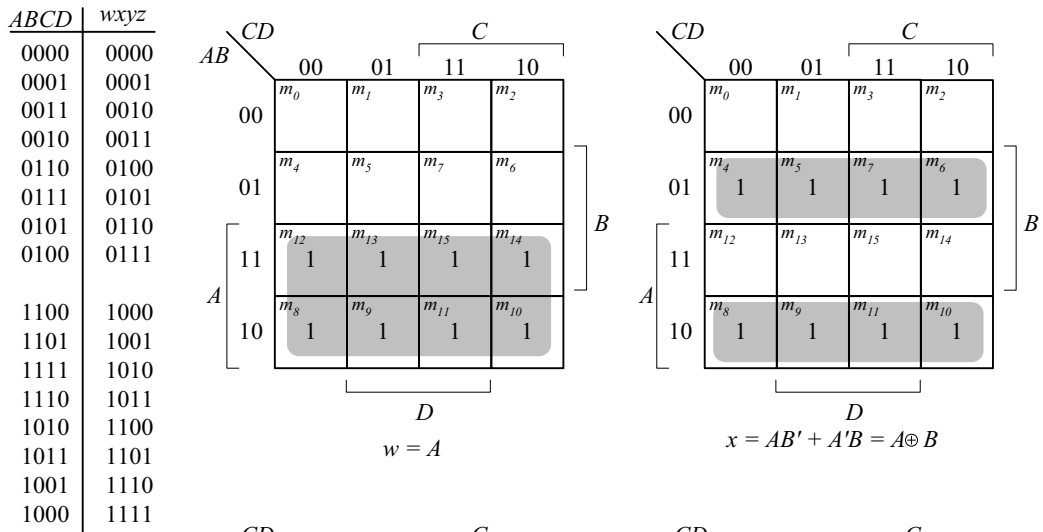 ABCD wxyz
0000 0000
0001 0001
0011 0010
0010 0011
0110 0100
0111 0101
0101 0110
0100 0111
1100 1000
1101 1001
1111 1010
1110 1011
1010 1100
1011 1101
1001 1110
1000 1111
CD C
AB
00 01 11 10
m0 m1 m3 m2
00
m4 m5 m7 m6
01
B
m12 m13 m15 m14
11 1 1 1 1
A
m8 m9 m11 m10
10 1 1 1 1
D
w = A
CD C
00 01 11 10
m0 m1 m3 m2
00
m4 m5 m7 m6
01 1 1 1 1
B
m12 m13 m15 m14
11
A
m8 m9 m11 m10
10 1 1 1 1
D
x = AB' + A'B = A⊕ B
CD C CD C